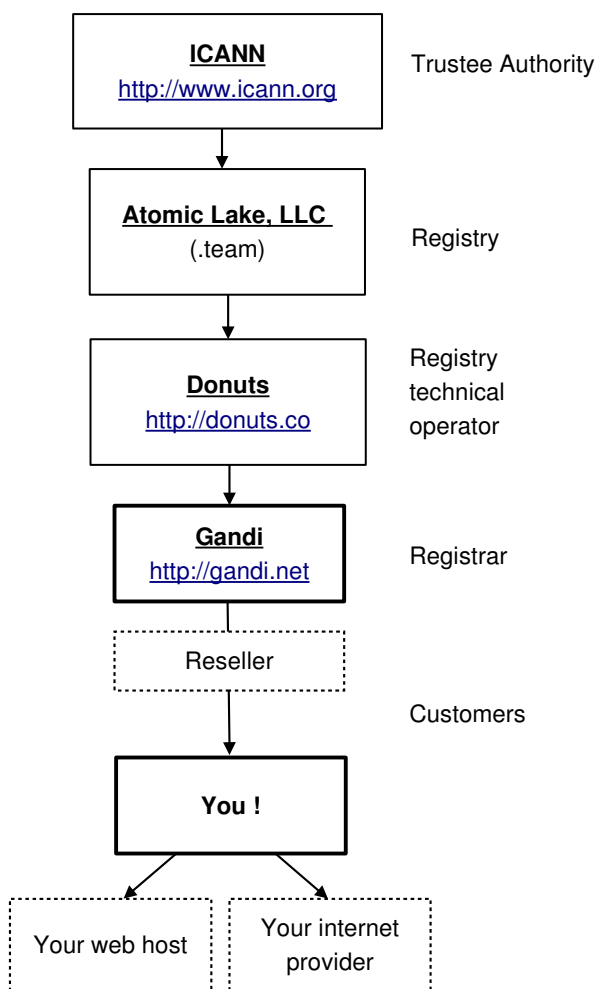 ICANN
http://www.icann.org
Trustee Authority
Atomic Lake, LLC
(.team)
Registry
Donuts
http://donuts.co
Registry
technical
operator
Gandi
http://gandi.net
Registrar
Reseller
Customers
You !
Your web host
Your internet
provider